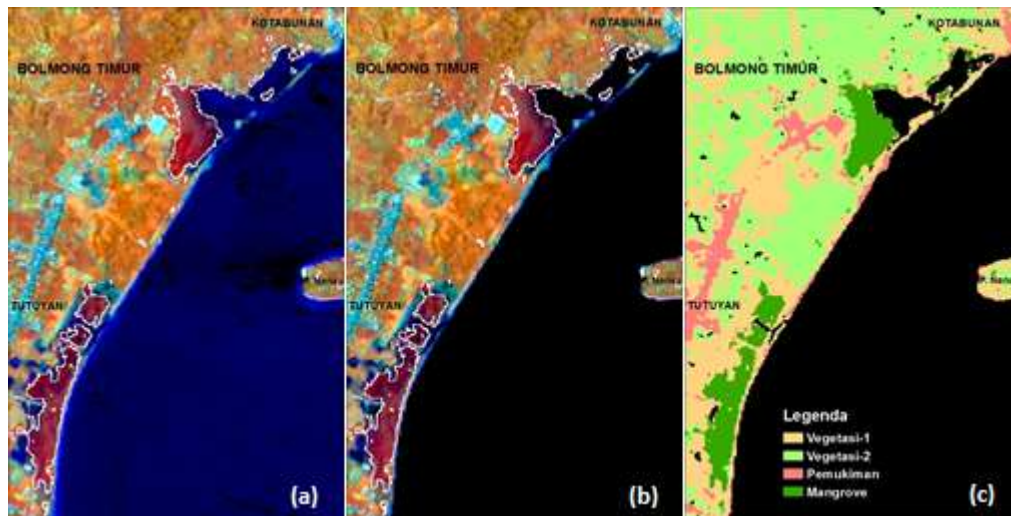 KOTABUNAN
BOLMONG TIMUR
TUTUYAN
(a)
KOTABUNAN
BOLMONG TIMUR
TUTUYAN
(b)
KOTABUNAN
BOLMONG TIMUR
TUTUYAN
Legenda
Vegetasi-1
Vegetasi-2
Pemukiman
Mangrove
(c)